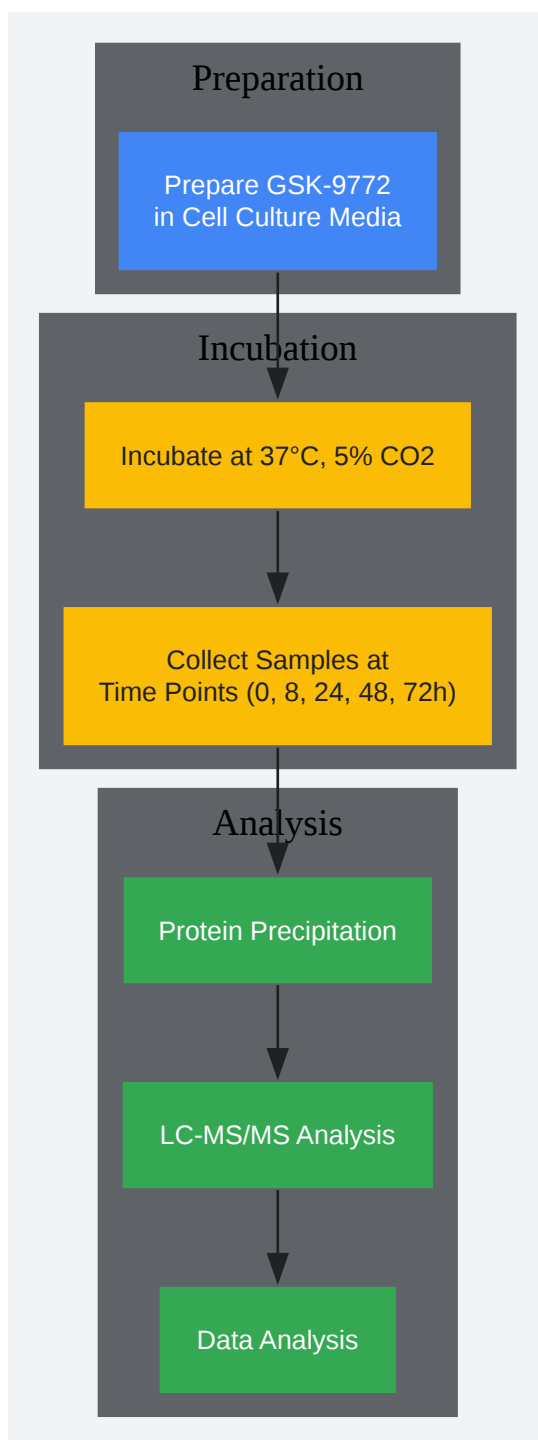 Preparation
Prepare GSK-9772
in Cell Culture Media
Incubation
Incubate at 37°C, 5% CO2
Collect Samples at
Time Points (0, 8, 24, 48, 72h)
Analysis
Protein Precipitation
LC-MS/MS Analysis
Data Analysis